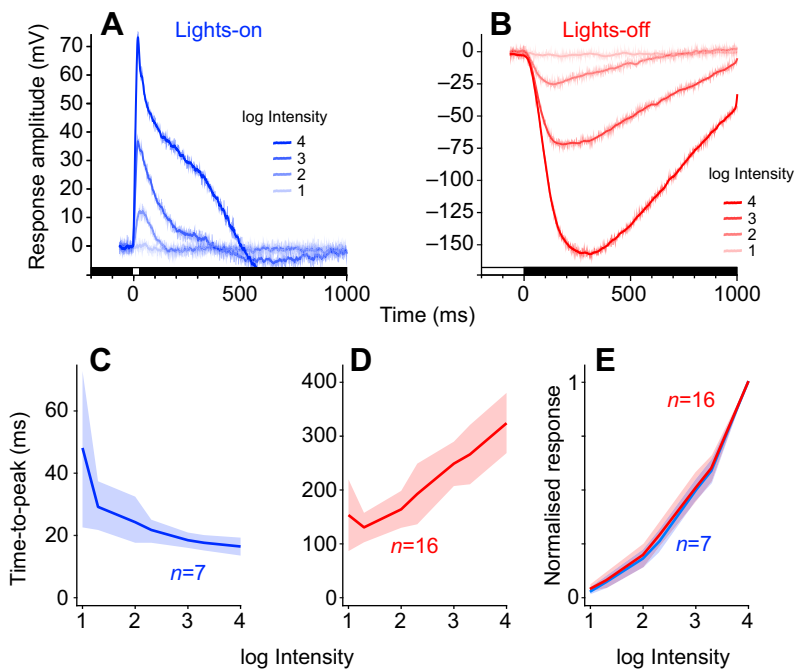 A
Lights-on
Response amplitude (mV)
70
60
50
40
30
20
10
0
log Intensity
4
3
2
1
0
500
1000
B
Lights-off
0
−25
−50
−75
−100
−125
−150
log Intensity
4
3
2
1
0
500
1000
Time (ms)
C
Time-to-peak (ms)
60
40
20
0
n=7
1
2
3
4
D
400
300
200
100
0
n=16
1
2
3
4
log Intensity
E
Normalised response
1
0
n=16
n=7
1
2
3
4
log Intensity